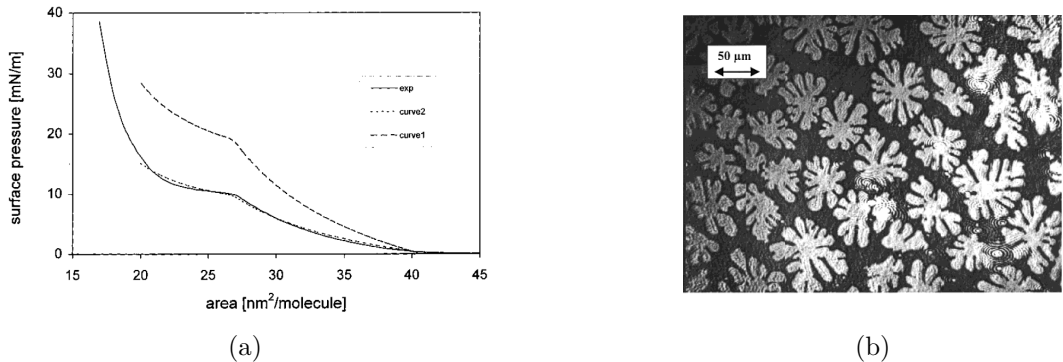 surface pressure [mN/m]
40
30
20
10
0
exp
curve2
curve1
15 20 25 30 35 40 45
area [nm²/molecule]
(a)
50 µm
(b)